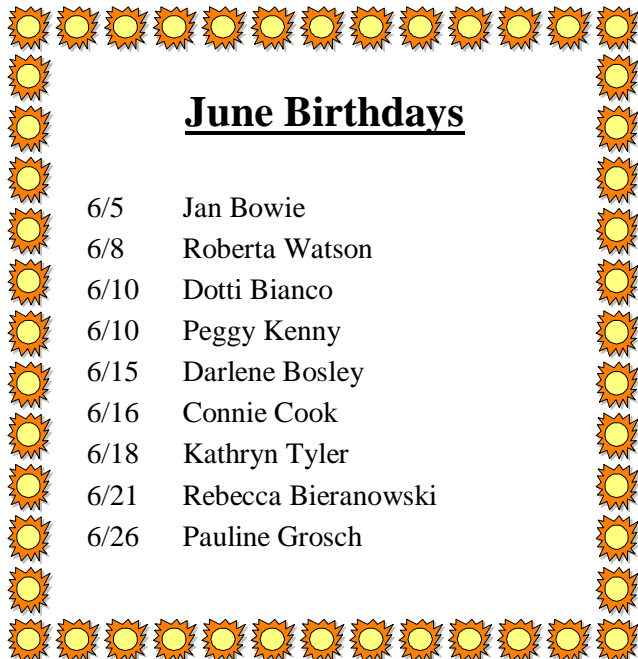 June Birthdays
6/5 Jan Bowie
6/8 Roberta Watson
6/10 Dotti Bianco
6/10 Peggy Kenny
6/15 Darlene Bosley
6/16 Connie Cook
6/18 Kathryn Tyler
6/21 Rebecca Bieranowski
6/26 Pauline Grosch